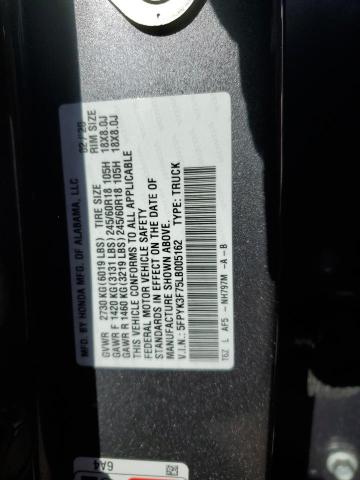 MFD. BY HONDA MFG. OF ALABAMA, LLC 02/20
TIRE SIZE RIM SIZE
GVWR 2730 KG(6019 LBS)
GAWR F 1420 KG(3131 LBS) 245/60R18 105H 18X8.0J
GAWR R 1460 KG(3219 LBS) 245/60R18 105H 18X8.0J
THIS VEHICLE CONFORMS TO ALL APPLICABLE
FEDERAL MOTOR VEHICLE SAFETY
STANDARDS IN EFFECT ON THE DATE OF
MANUFACTURE SHOWN ABOVE.
V.I.N.: 5FPYK3F75LB005162 TYPE: TRUCK
TGZ L AF5 - NH797M -A -B
6A4